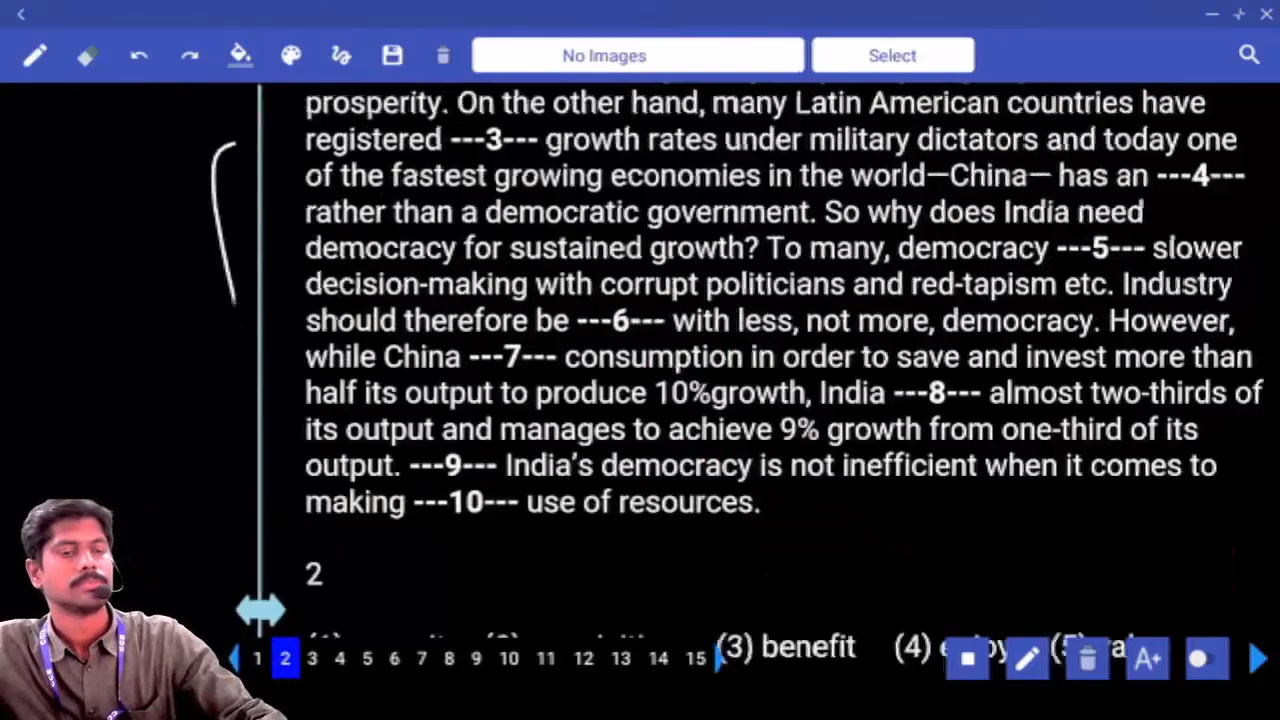 No Images
Select
prosperity. On the other hand, many Latin American countries have
registered ---3--- growth rates under military dictators and today one
of the fastest growing economies in the world—China— has an ---4---
rather than a democratic government. So why does India need
democracy for sustained growth? To many, democracy ---5--- slower
decision-making with corrupt politicians and red-tapism etc. Industry
should therefore be ---6--- with less, not more, democracy. However,
while China ---7--- consumption in order to save and invest more than
half its output to produce 10%growth, India ---8--- almost two-thirds of
its output and manages to achieve 9% growth from one-third of its
output. ---9--- India's democracy is not inefficient when it comes to
making ---10--- use of resources.
2
(3) benefit (4)
1 2 3 4 5 6 7 8 9 10 11 12 13 14 15
A+